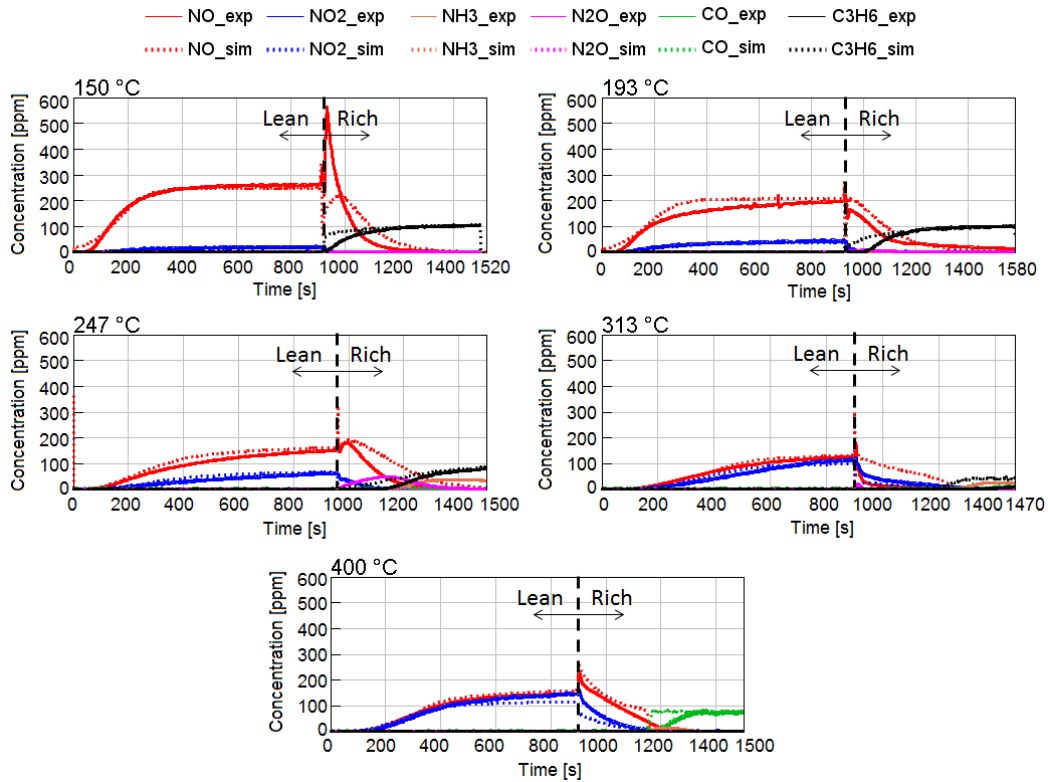 NO_exp NO2_exp NH3_exp N2O_exp CO_exp C3H6_exp
NO_sim NO2_sim NH3_sim N2O_sim CO_sim C3H6_sim
150 °C
Concentration [ppm]
600
500
400
300
200
100
0
Lean Rich
0 200 400 600 800 1000 1200 1520
Time [s]
193 °C
Concentration [ppm]
600
500
400
300
200
100
0
Lean Rich
0 200 400 600 800 1000 1200 1400 1580
Time [s]
247 °C
Concentration [ppm]
600
500
400
300
200
100
0
Lean Rich
0 200 400 600 800 1000 1200 1400 1500
Time [s]
313 °C
Concentration [ppm]
600
500
400
300
200
100
0
Lean Rich
0 200 400 600 800 1000 1200 1400 1470
Time [s]
400 °C
Concentration [ppm]
600
500
400
300
200
100
0
Lean Rich
0 200 400 600 800 1000 1200 1400 1500
Time [s]